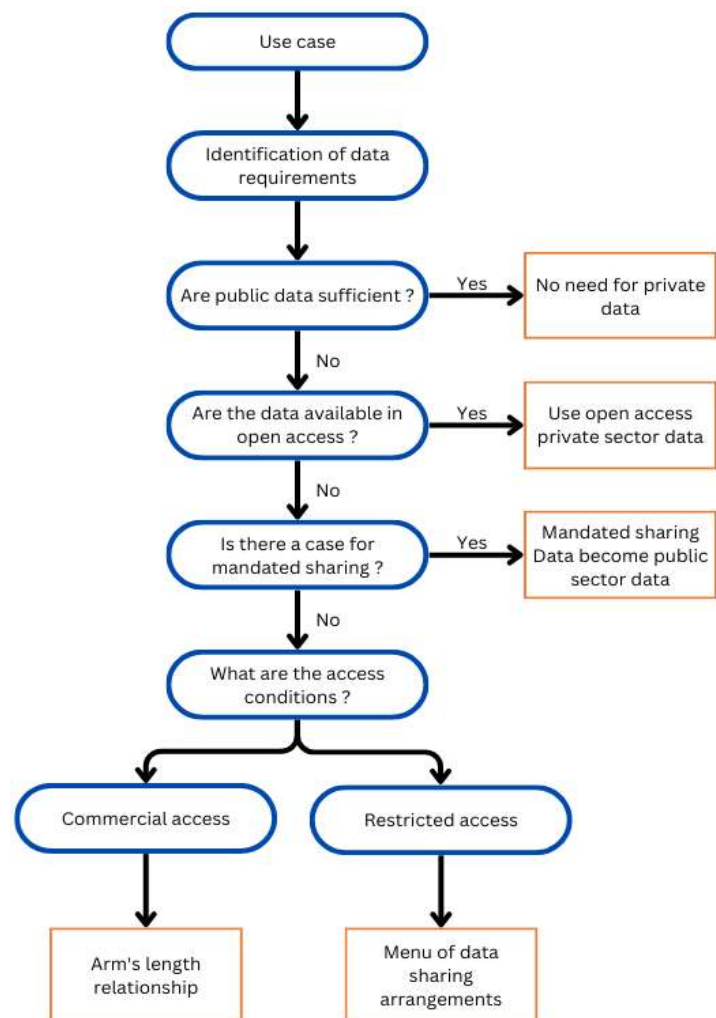 Use case
Identification of data
requirements
Are public data sufficient ?
Yes
No need for private
data
No
Are the data available in
open access ?
Yes
Use open access
private sector data
No
Is there a case for
mandated sharing ?
Yes
Mandated sharing
Data become public
sector data
No
What are the access
conditions ?
Commercial access
Restricted access
Arm's length
relationship
Menu of data
sharing
arrangements